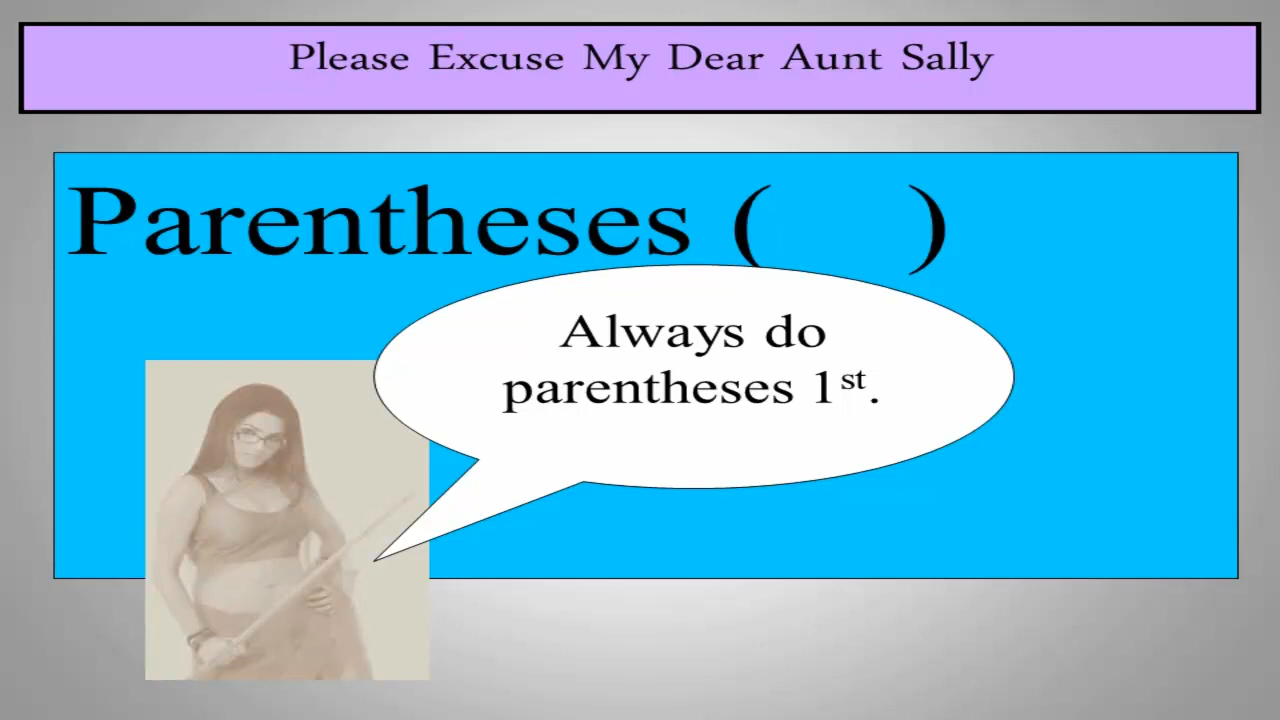 Please Excuse My Dear Aunt Sally
Parentheses ( )
Always do
parentheses 1st.